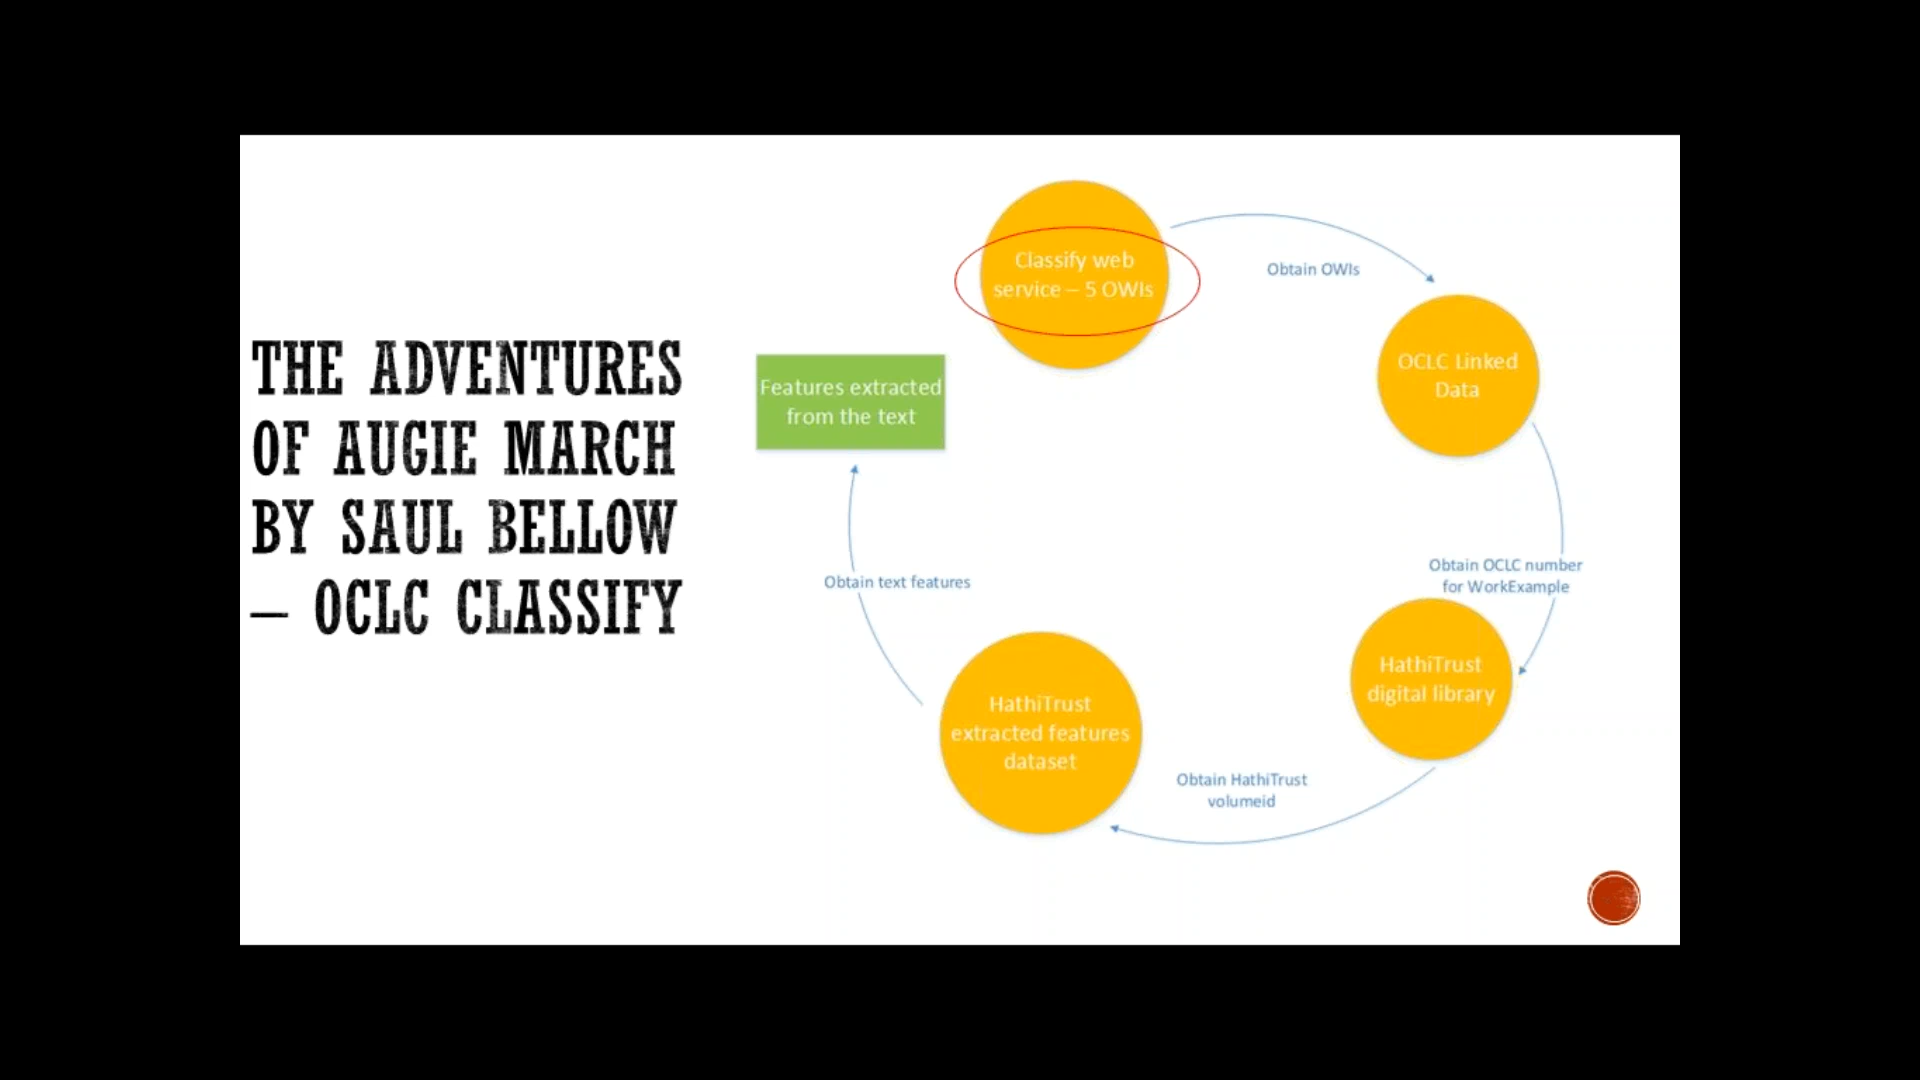 THE ADVENTURES
OF AUGIE MARCH
BY SAUL BELLOW
– OCLC CLASSIFY
Classify web
service – 5 OWIs
Obtain OWIs
OCLC Linked
Data
Obtain OCLC number
for WorkExample
HathiTrust
digital library
Obtain HathiTrust
volumeid
HathiTrust
extracted features
dataset
Obtain text features
Features extracted
from the text